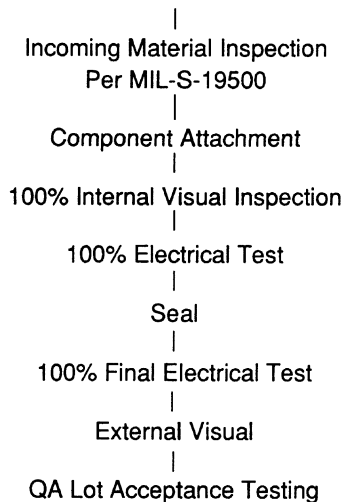 Incoming Material Inspection
Per MIL-S-19500
Component Attachment
100% Internal Visual Inspection
100% Electrical Test
Seal
100% Final Electrical Test
External Visual
QA Lot Acceptance Testing